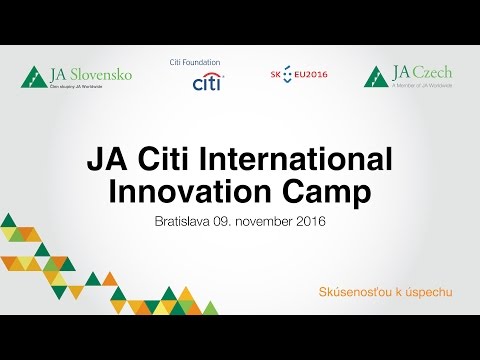 JA Slovensko
Člen skupiny JA Worldwide
Citi Foundation
citi
SK EU2016
JA Czech
A Member of JA Worldwide
JA Citi International
Innovation Camp
Bratislava 09. november 2016
Skúsenosťou k úspechu